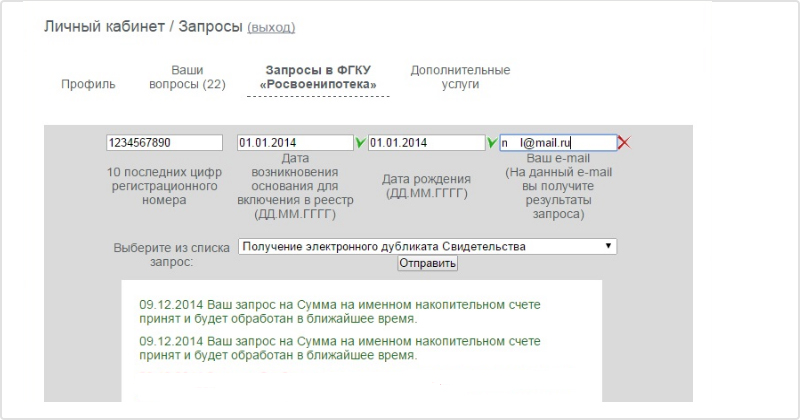 Личный кабинет / Запросы (выход)
Профиль
Ваши
вопросы (22)
Запросы в ФГКУ
«Росвоенипотека»
Дополнительные
услуги
1234567890
01.01.2014
01.01.2014
n l@mail.ru
10 последних цифр
регистрационного
номера
Дата
возникновения
основания для
включения в реестр
(ДД.ММ.ГГГГ)
Дата рождения
(ДД.ММ.ГГГГ)
Ваш e-mail
(На данный e-mail
вы получите
результаты
запроса)
Выберите из списка
запрос:
Получение электронного дубликата Свидетельства
Отправить
09.12.2014 Ваш запрос на Сумма на именном накопительном счете
принят и будет обработан в ближайшее время.
09.12.2014 Ваш запрос на Сумма на именном накопительном счете
принят и будет обработан в ближайшее время.